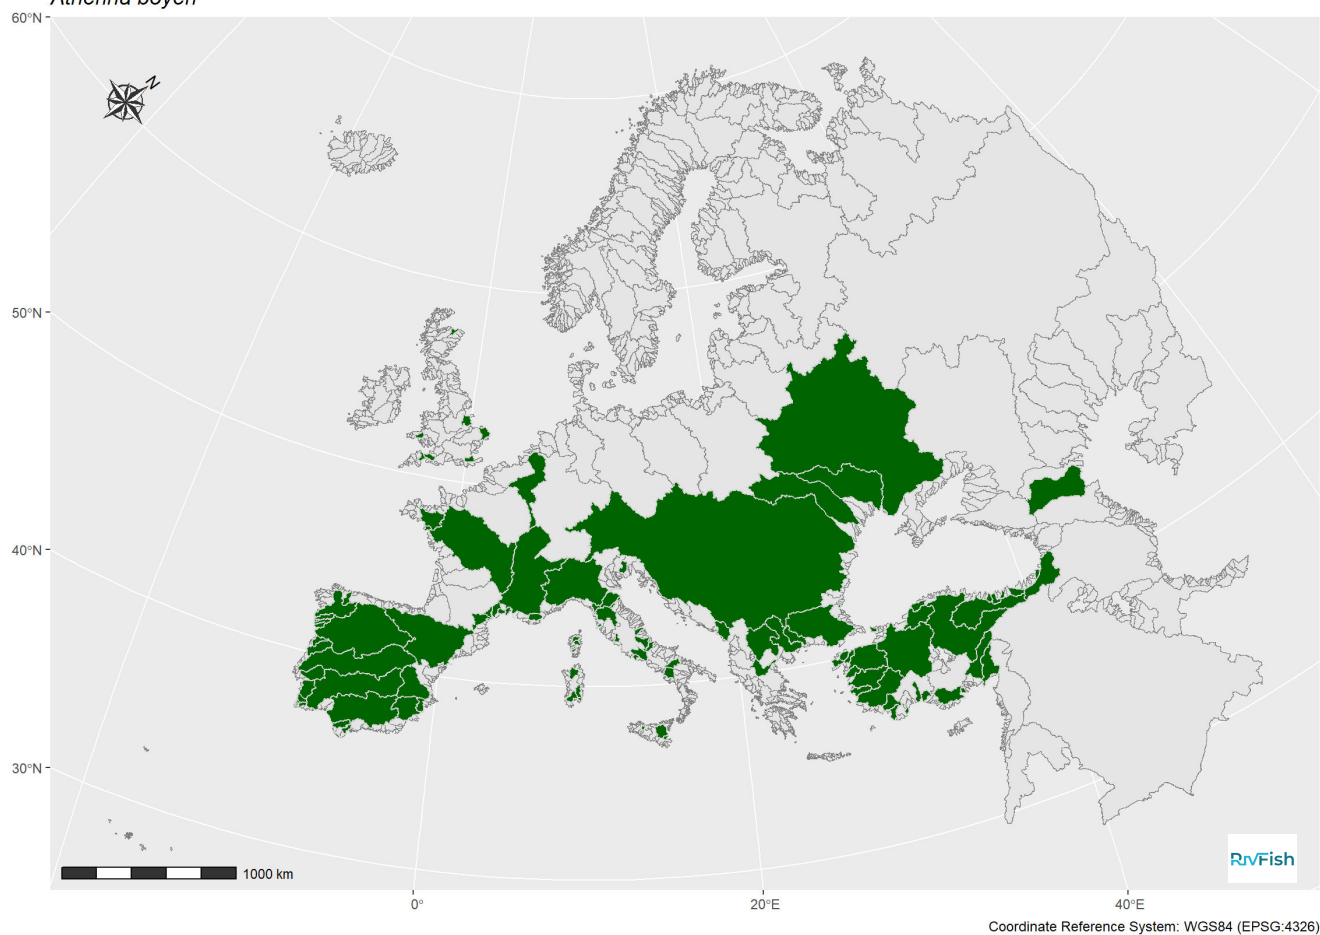 Atherina boyeri
60°N
N
50°N
40°N
30°N
1000 km
RivFish
0°
20°E
40°E
Coordinate Reference System: WGS84 (EPSG:4326)